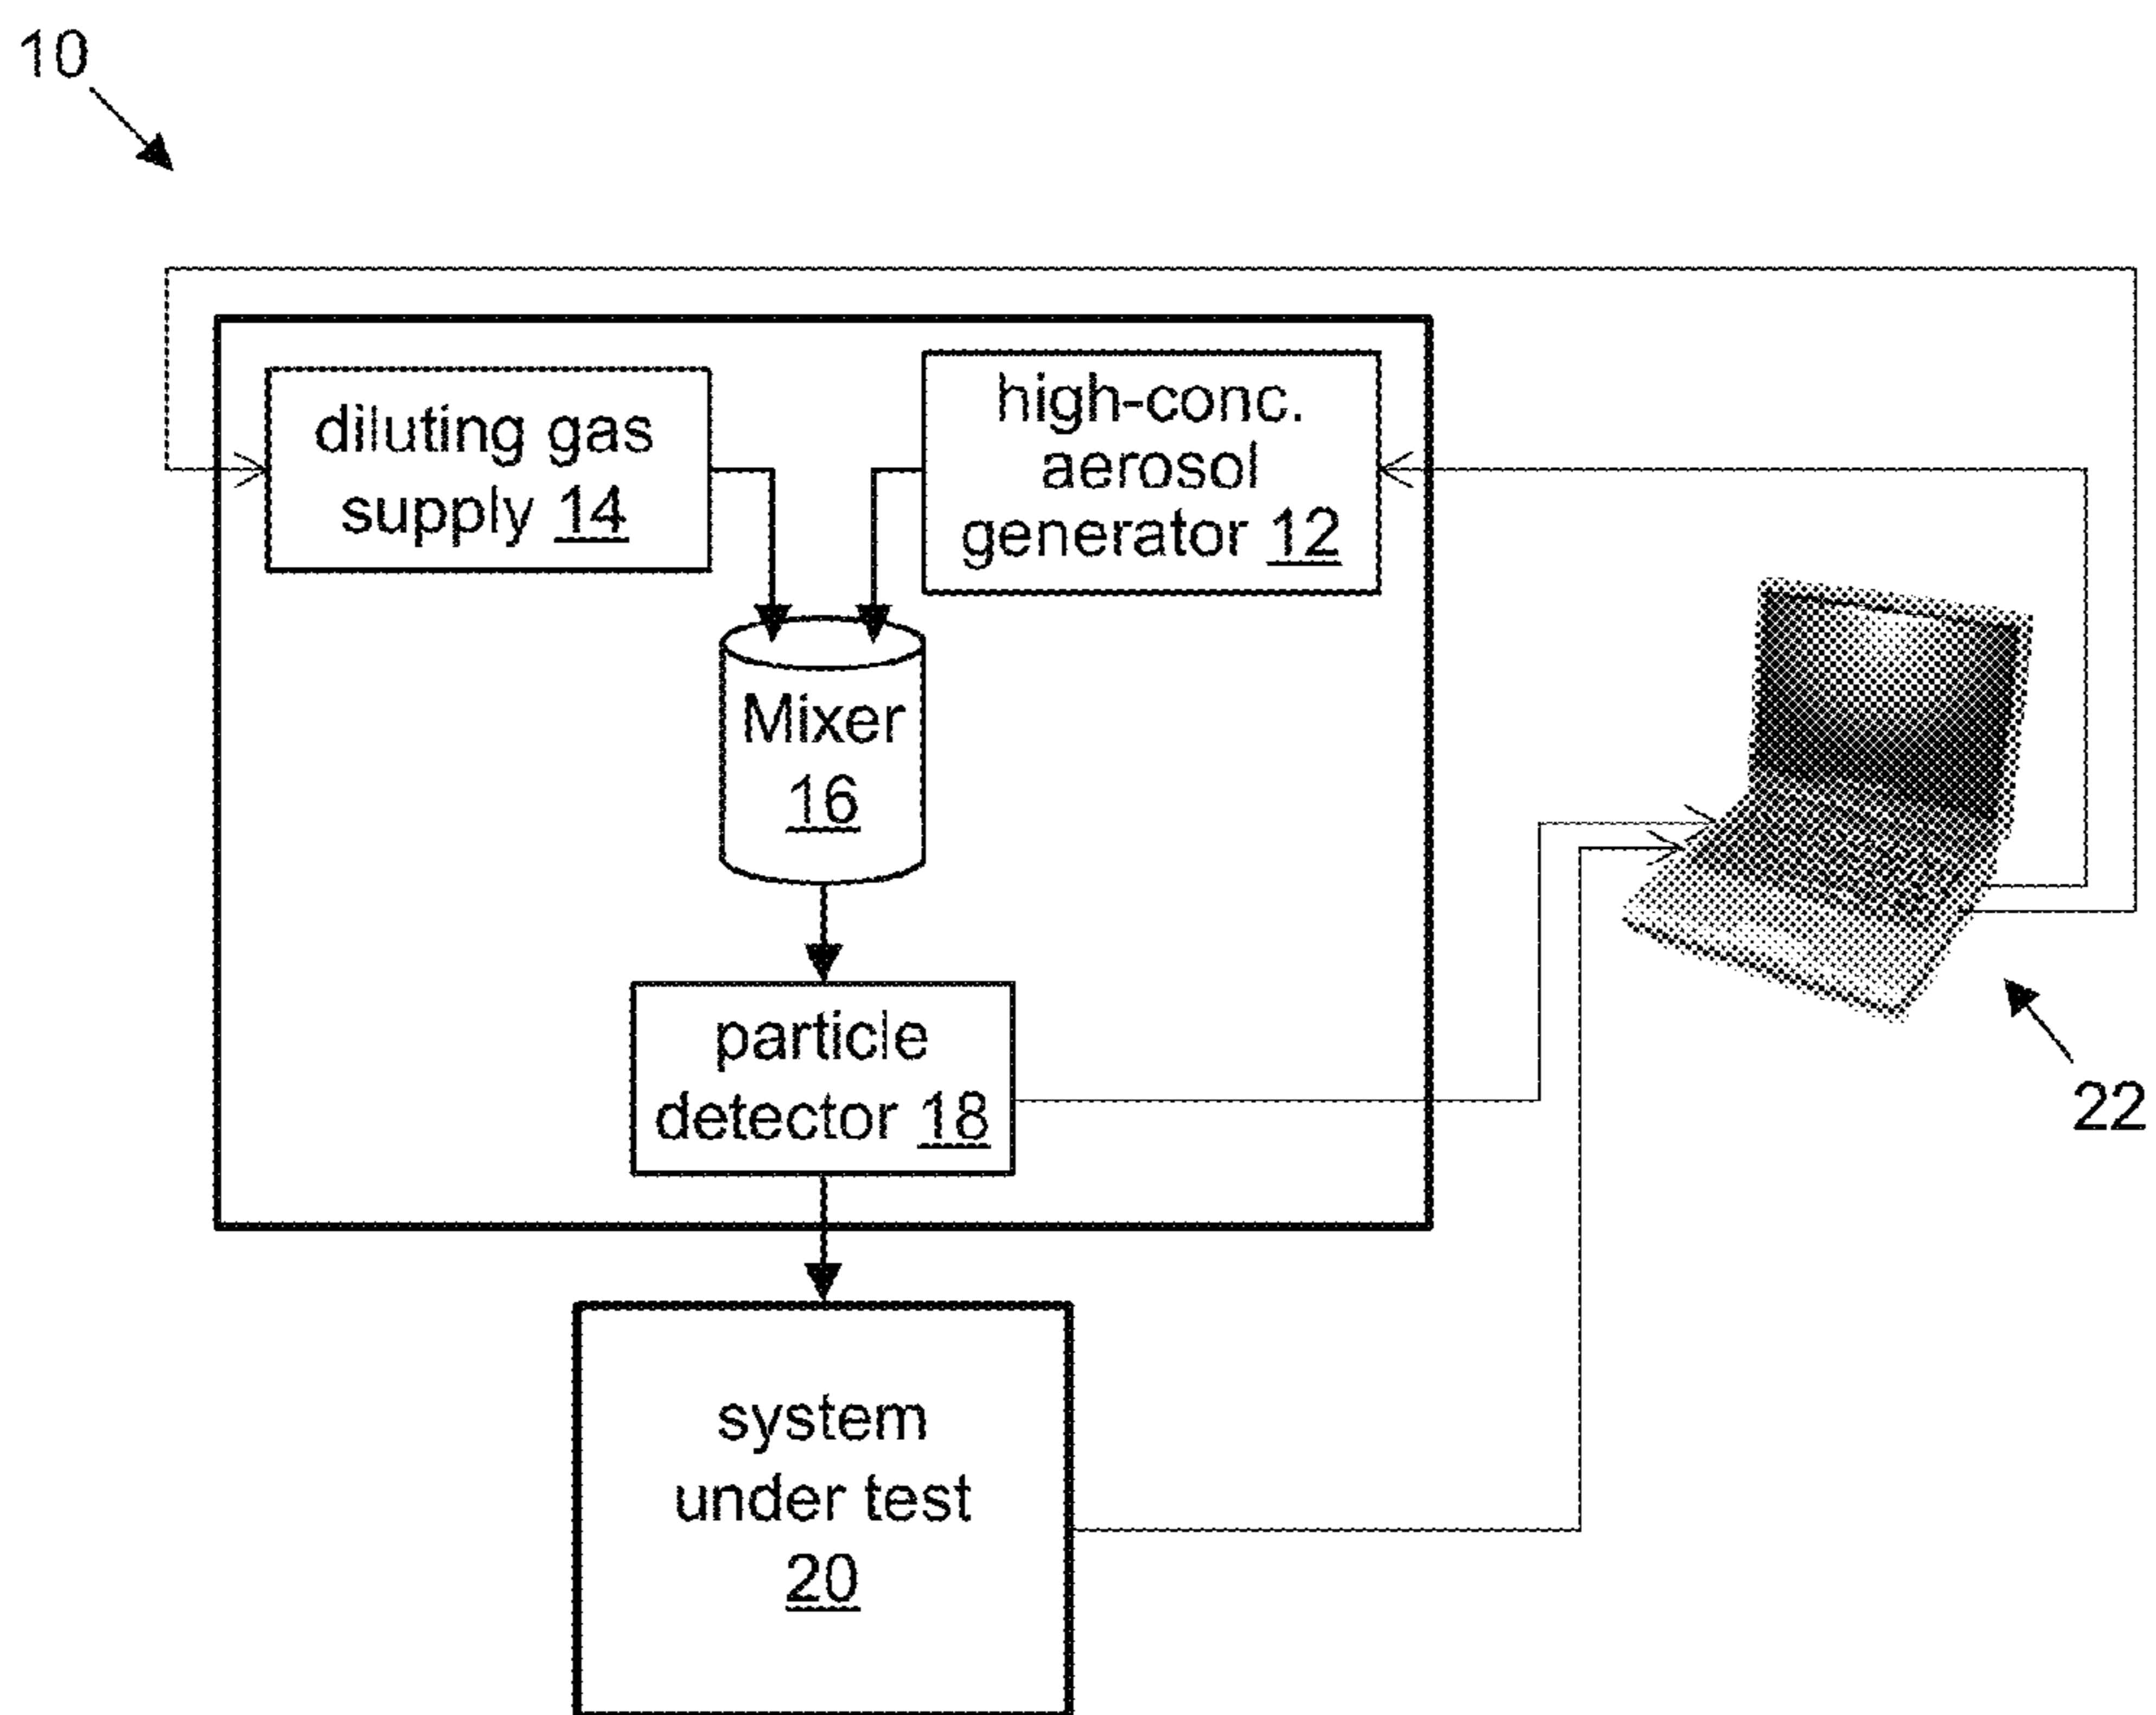 10
diluting gas
supply 14
high-conc.
aerosol
generator 12
Mixer
16
particle
detector 18
22
system
under test
20